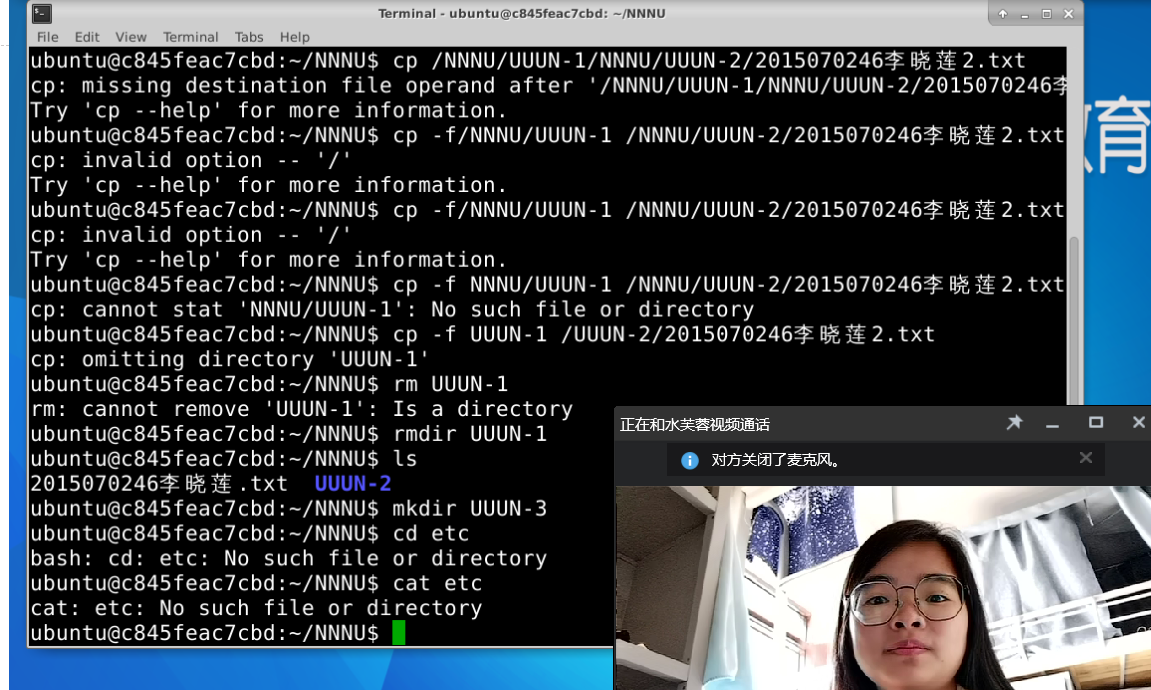 Terminal - ubuntu@c845feac7cbd: ~/NNNU
File Edit View Terminal Tabs Help
ubuntu@c845feac7cbd:~/NNNU$ cp /NNNU/UUUN-1/NNNU/UUUN-2/2015070246李晓莲2.txt
cp: missing destination file operand after '/NNNU/UUUN-1/NNNU/UUUN-2/2015070246李
Try 'cp --help' for more information.
ubuntu@c845feac7cbd:~/NNNU$ cp -f/NNNU/UUUN-1 /NNNU/UUUN-2/2015070246李晓莲2.txt
cp: invalid option -- '/'
Try 'cp --help' for more information.
ubuntu@c845feac7cbd:~/NNNU$ cp -f/NNNU/UUUN-1 /NNNU/UUUN-2/2015070246李晓莲2.txt
cp: invalid option -- '/'
Try 'cp --help' for more information.
ubuntu@c845feac7cbd:~/NNNU$ cp -f NNNU/UUUN-1 /NNNU/UUUN-2/2015070246李晓莲2.txt
cp: cannot stat 'NNNU/UUUN-1': No such file or directory
ubuntu@c845feac7cbd:~/NNNU$ cp -f UUUN-1 /UUUN-2/2015070246李晓莲2.txt
cp: omitting directory 'UUUN-1'
ubuntu@c845feac7cbd:~/NNNU$ rm UUUN-1
rm: cannot remove 'UUUN-1': Is a directory
ubuntu@c845feac7cbd:~/NNNU$ rmdir UUUN-1
ubuntu@c845feac7cbd:~/NNNU$ ls
2015070246李晓莲.txt UUUN-2
ubuntu@c845feac7cbd:~/NNNU$ mkdir UUUN-3
ubuntu@c845feac7cbd:~/NNNU$ cd etc
bash: cd: etc: No such file or directory
ubuntu@c845feac7cbd:~/NNNU$ cat etc
cat: etc: No such file or directory
ubuntu@c845feac7cbd:~/NNNU$
育
正在和水芙蓉视频通话
对方关闭了麦克风。